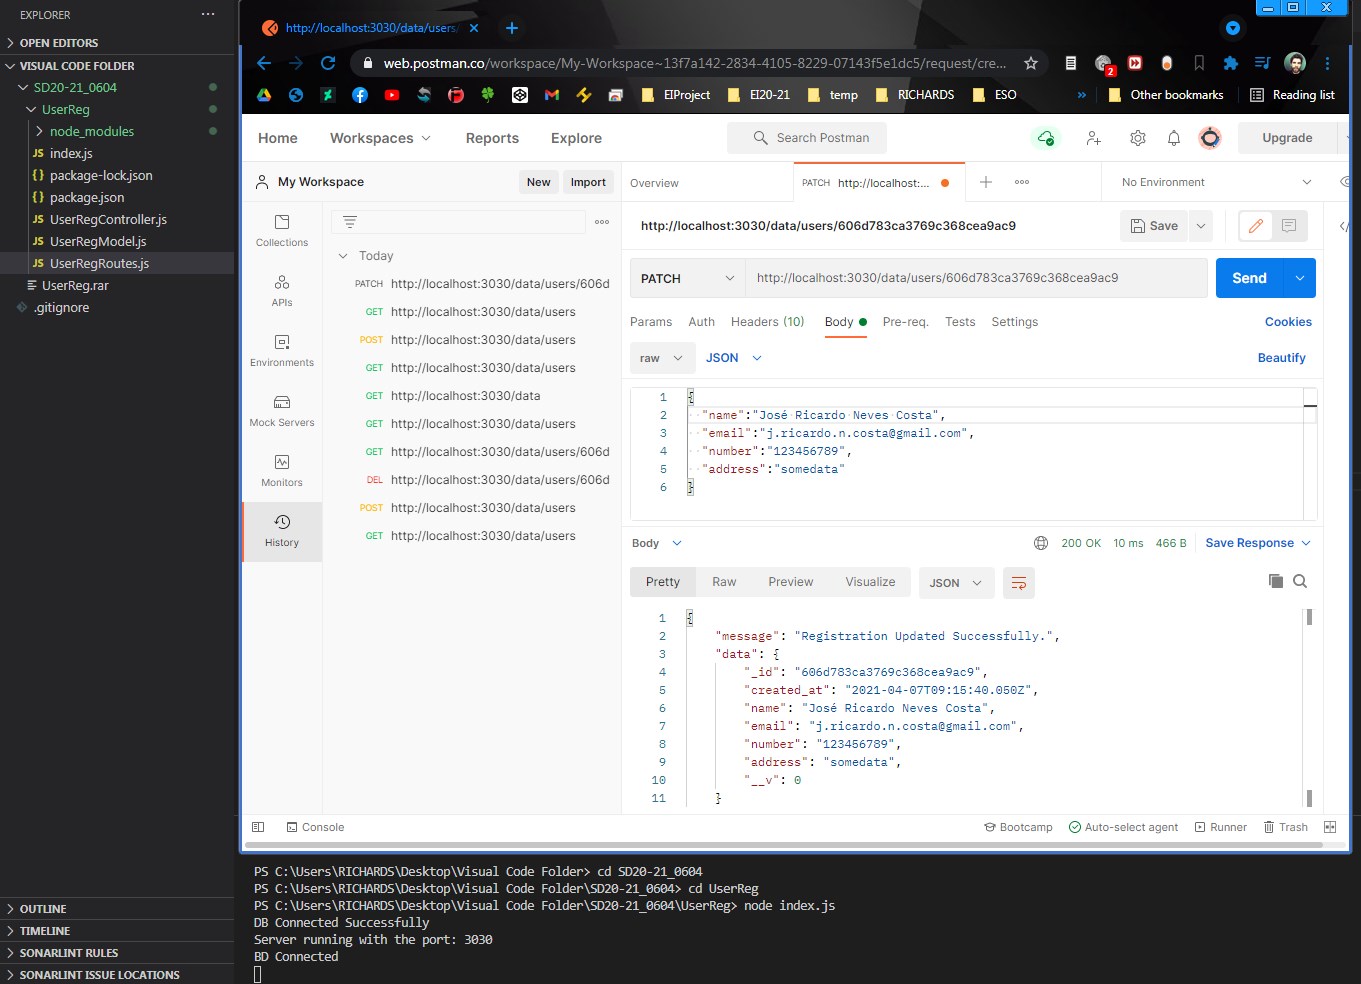 EXPLORER
OPEN EDITORS
VISUAL CODE FOLDER
SD20-21_0604
UserReg
node_modules
JS index.js
{} package-lock.json
{} package.json
JS UserRegController.js
JS UserRegModel.js
JS UserRegRoutes.js
UserReg.rar
.gitignore
OUTLINE
TIMELINE
SONARLINT RULES
SONARLINT ISSUE LOCATIONS
http://localhost:3030/data/users/
web.postman.co/workspace/My-Workspace~13f7a142-2834-4105-8229-07143f5e1dc5/request/cre...
2
EIProject
EI20-21
temp
RICHARDS
ESO
Other bookmarks
Reading list
Home
Workspaces
Reports
Explore
Search Postman
Upgrade
My Workspace
New
Import
Overview
PATCH http://localhost:...
No Environment
Collections
APIs
Environments
Mock Servers
Monitors
History
Today
PATCH http://localhost:3030/data/users/606d
GET http://localhost:3030/data/users
POST http://localhost:3030/data/users
GET http://localhost:3030/data/users
GET http://localhost:3030/data
GET http://localhost:3030/data/users
GET http://localhost:3030/data/users/606d
DEL http://localhost:3030/data/users/606d
POST http://localhost:3030/data/users
GET http://localhost:3030/data/users
http://localhost:3030/data/users/606d783ca3769c368cea9ac9
Save
PATCH
http://localhost:3030/data/users/606d783ca3769c368cea9ac9
Send
Params Auth Headers (10) Body Pre-req. Tests Settings
Cookies
raw
JSON
Beautify
1 {
2 "name":"José Ricardo Neves Costa",
3 "email":"j.ricardo.n.costa@gmail.com",
4 "number":"123456789",
5 "address":"somedata"
6 }
Body
200 OK 10 ms 466 B
Save Response
Pretty Raw Preview Visualize JSON
1 {
2 "message": "Registration Updated Successfully.",
3 "data": {
4 "_id": "606d783ca3769c368cea9ac9",
5 "created_at": "2021-04-07T09:15:40.050Z",
6 "name": "José Ricardo Neves Costa",
7 "email": "j.ricardo.n.costa@gmail.com",
8 "number": "123456789",
9 "address": "somedata",
10 "__v": 0
11 }
Console
Bootcamp
Auto-select agent
Runner
Trash
PS C:\Users\RICHARDS\Desktop\Visual Code Folder> cd SD20-21_0604
PS C:\Users\RICHARDS\Desktop\Visual Code Folder\SD20-21_0604> cd UserReg
PS C:\Users\RICHARDS\Desktop\Visual Code Folder\SD20-21_0604\UserReg> node index.js
DB Connected Successfully
Server running with the port: 3030
BD Connected